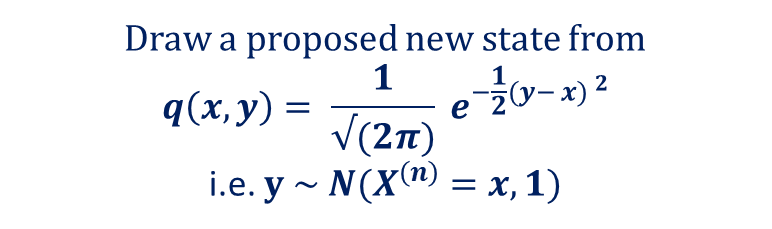 Draw a proposed new state from
q(x, y) = 1/√(2π) e^{-1/2(y− x) 2}
i.e. y ~ N(X^{(n)} = x, 1)